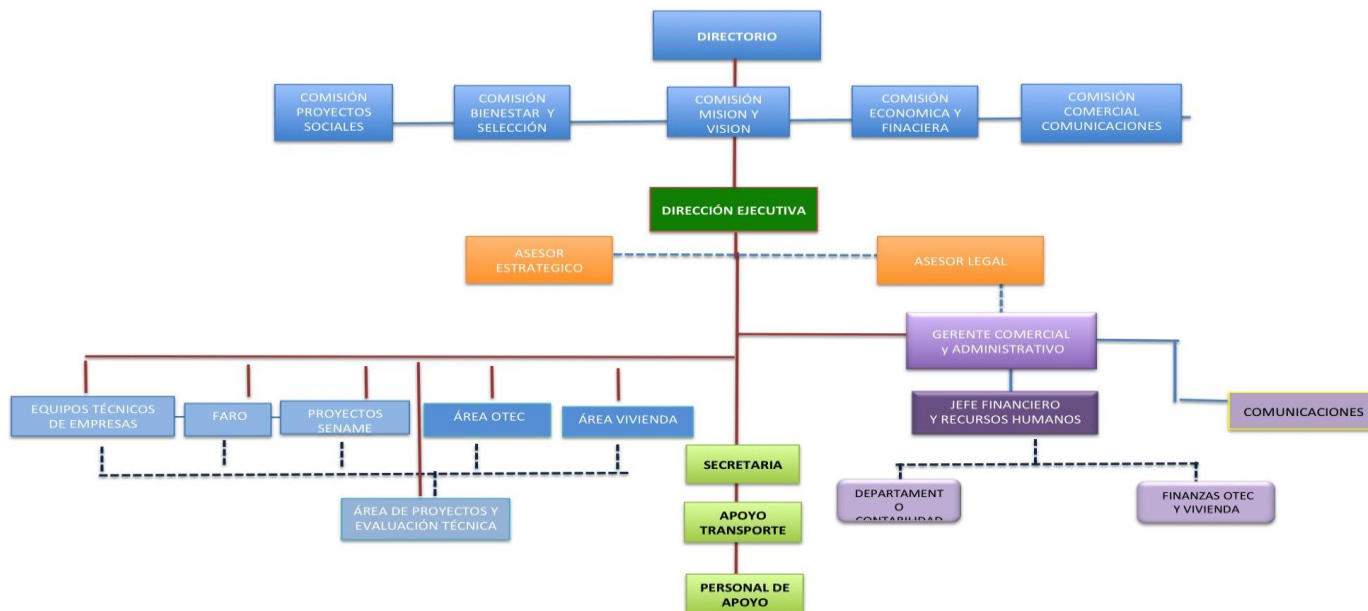 DIRECTORIO
COMISIÓN
PROYECTOS
SOCIALES
COMISIÓN
BIENESTAR Y
SELECCIÓN
COMISIÓN
MISION Y
VISION
COMISIÓN
ECONOMICA Y
FINACIERA
COMISIÓN
COMERCIAL
COMUNICACIONES
DIRECCIÓN EJECUTIVA
ASESOR
ESTRATEGICO
ASESOR LEGAL
GERENTE COMERCIAL
y ADMINISTRATIVO
EQUIPOS TÉCNICOS
DE EMPRESAS
FARO
PROYECTOS
SENAME
ÁREA OTEC
ÁREA VIVIENDA
JEFE FINANCIERO
Y RECURSOS HUMANOS
COMUNICACIONES
SECRETARIA
DEPARTAMENT
O
CONTABILIDAD
FINANZAS OTEC
Y VIVIENDA
ÁREA DE PROYECTOS Y
EVALUACIÓN TÉCNICA
APOYO
TRANSPORTE
PERSONAL DE
APOYO